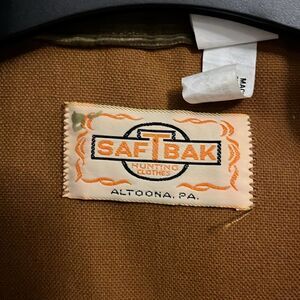 SAFTBAK
HUNTING
CLOTHES
ALTOONA, PA.